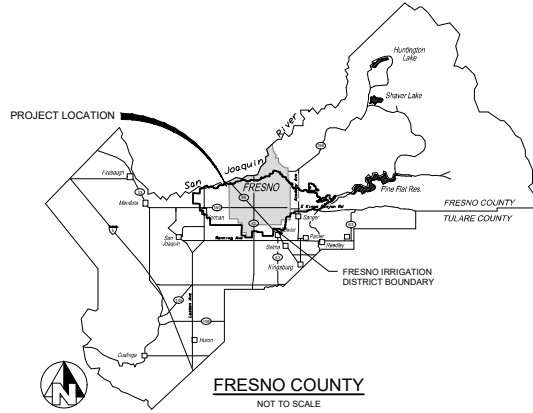 Huntington
Lake
Shaver Lake
PROJECT LOCATION
San Joaquin River
Firebaugh
FRESNO
Pine Flat Res.
Mendota
FRESNO COUNTY
TULARE COUNTY
Sanger
San
Joaquin
Parlier
Reedley
Selma
Kingsburg
FRESNO IRRIGATION
DISTRICT BOUNDARY
Huron
Coalinga
N
FRESNO COUNTY
NOT TO SCALE